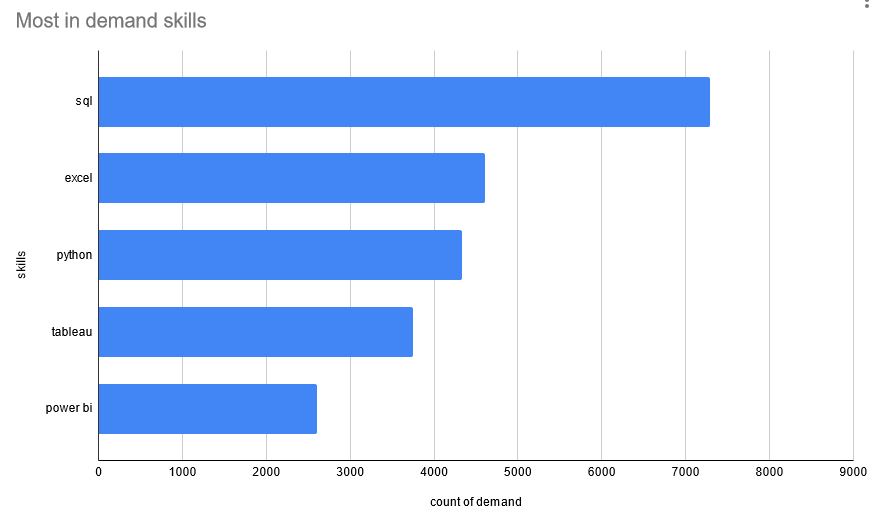 Most in demand skills
sql
excel
python
tableau
power bi
skills
0 1000 2000 3000 4000 5000 6000 7000 8000 9000
count of demand